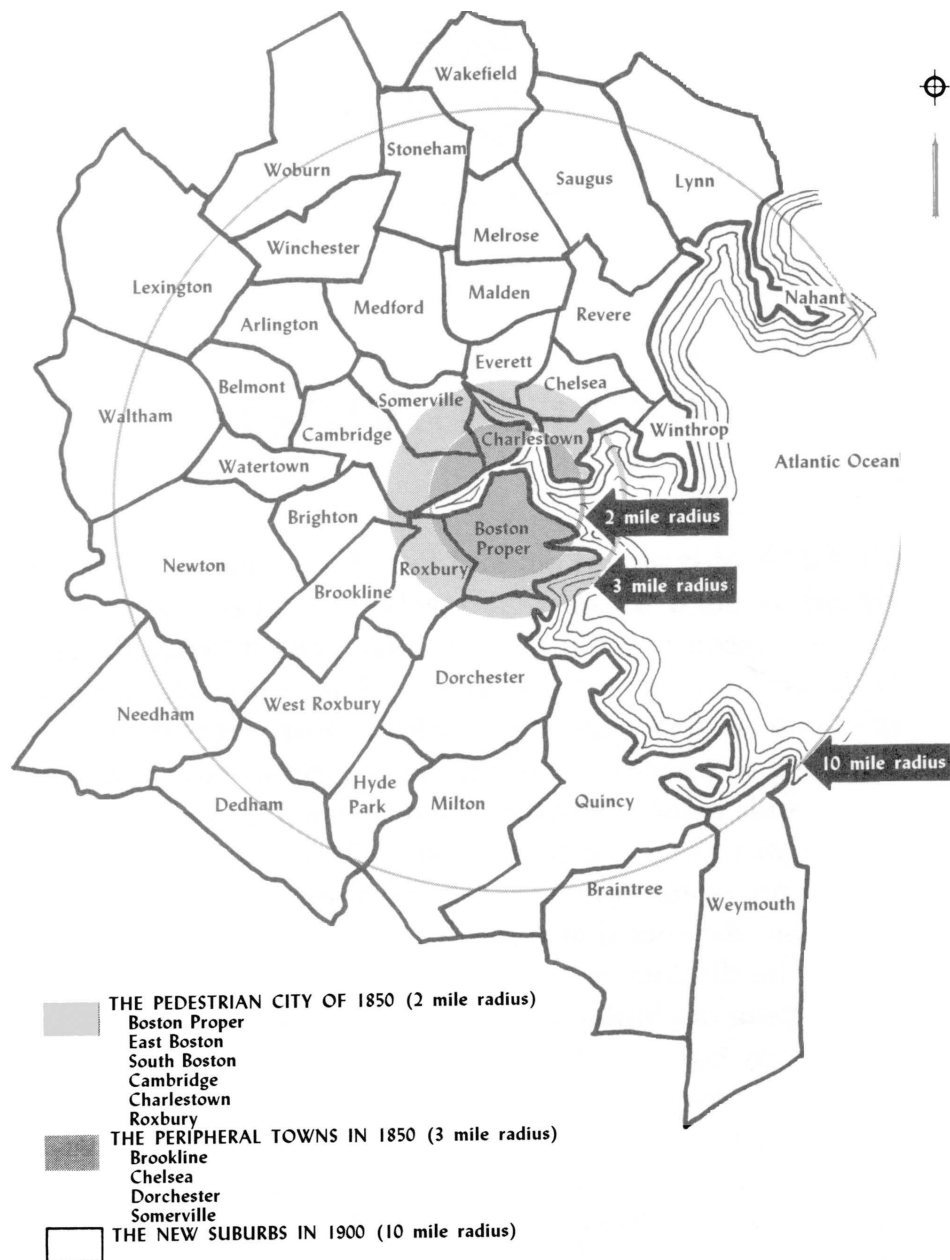 Wakefield
Stoneham
Woburn
Saugus
Lynn
Melrose
Winchester
Lexington
Nahant
Malden
Medford
Revere
Arlington
Everett
Chelsea
Belmont
Somerville
Waltham
Winthrop
Cambridge
Charlestown
Watertown
Atlantic Ocean
Brighton
2 mile radius
Boston
Proper
Newton
Roxbury
3 mile radius
Brookline
Dorchester
West Roxbury
Needham
10 mile radius
Hyde
Park
Dedham
Milton
Quincy
Braintree
Weymouth
THE PEDESTRIAN CITY OF 1850 (2 mile radius)
Boston Proper
East Boston
South Boston
Cambridge
Charlestown
Roxbury
THE PERIPHERAL TOWNS IN 1850 (3 mile radius)
Brookline
Chelsea
Dorchester
Somerville
THE NEW SUBURBS IN 1900 (10 mile radius)